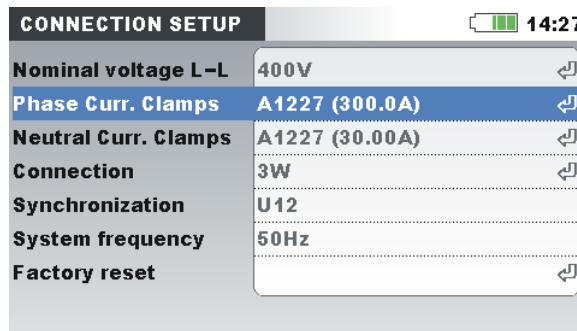 CONNECTION SETUP 14:27
Nominal voltage L-L 400V
Phase Curr. Clamps A1227 (300.0A)
Neutral Curr. Clamps A1227 (30.00A)
Connection 3W
Synchronization U12
System frequency 50Hz
Factory reset